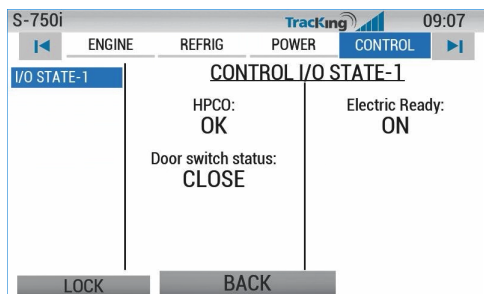 S-750i TracKing 09:07
ENGINE REFRIG POWER CONTROL
I/O STATE-1
CONTROL I/O STATE-1
HPCO:
OK
Electric Ready:
ON
Door switch status:
CLOSE
LOCK BACK